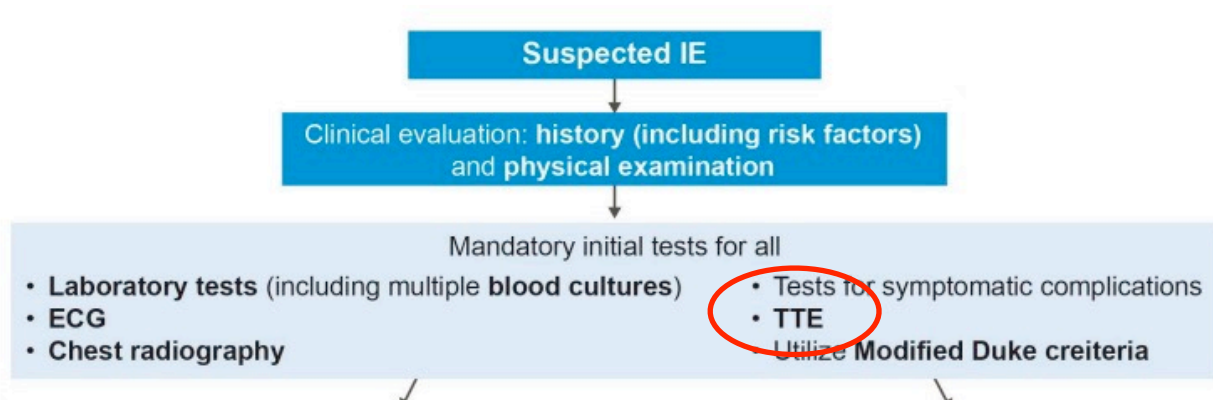 Suspected IE
Clinical evaluation: history (including risk factors)
and physical examination
Mandatory initial tests for all
• Laboratory tests (including multiple blood cultures)
• ECG
• Chest radiography
• Tests for symptomatic complications
• TTE
• Utilize Modified Duke creiteria